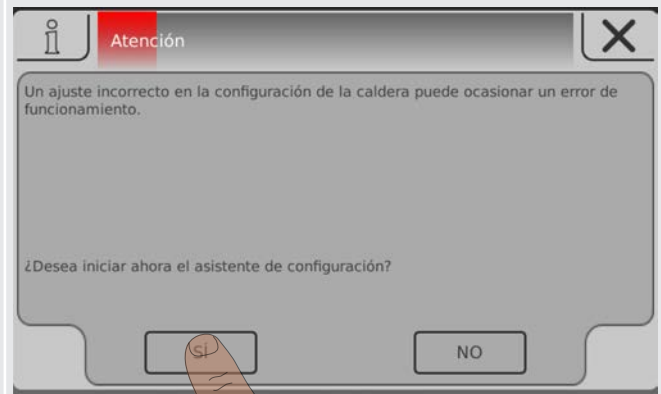 Atención
Un ajuste incorrecto en la configuración de la caldera puede ocasionar un error de
funcionamiento.
¿Desea iniciar ahora el asistente de configuración?
SÍ
NO